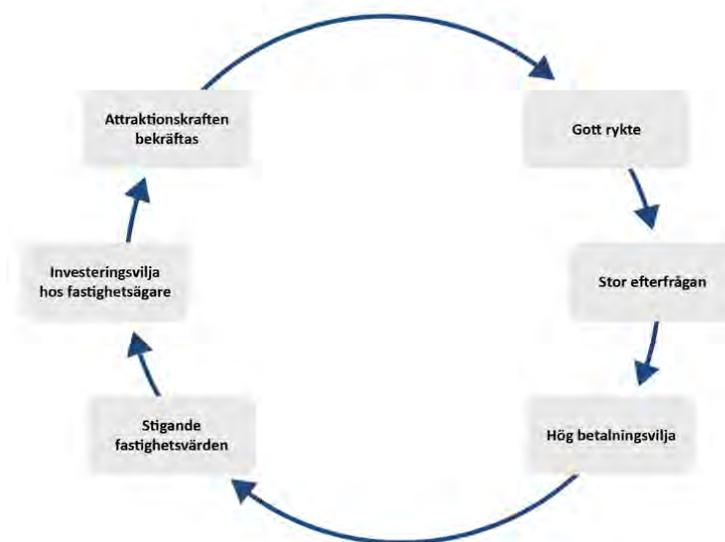 Attraktionskraften
bekräftas
Gott rykte
Stor efterfrågan
Hög betalningsvilja
Stigande
fastighetsvärden
Investeringsvilja
hos fastighetsägare